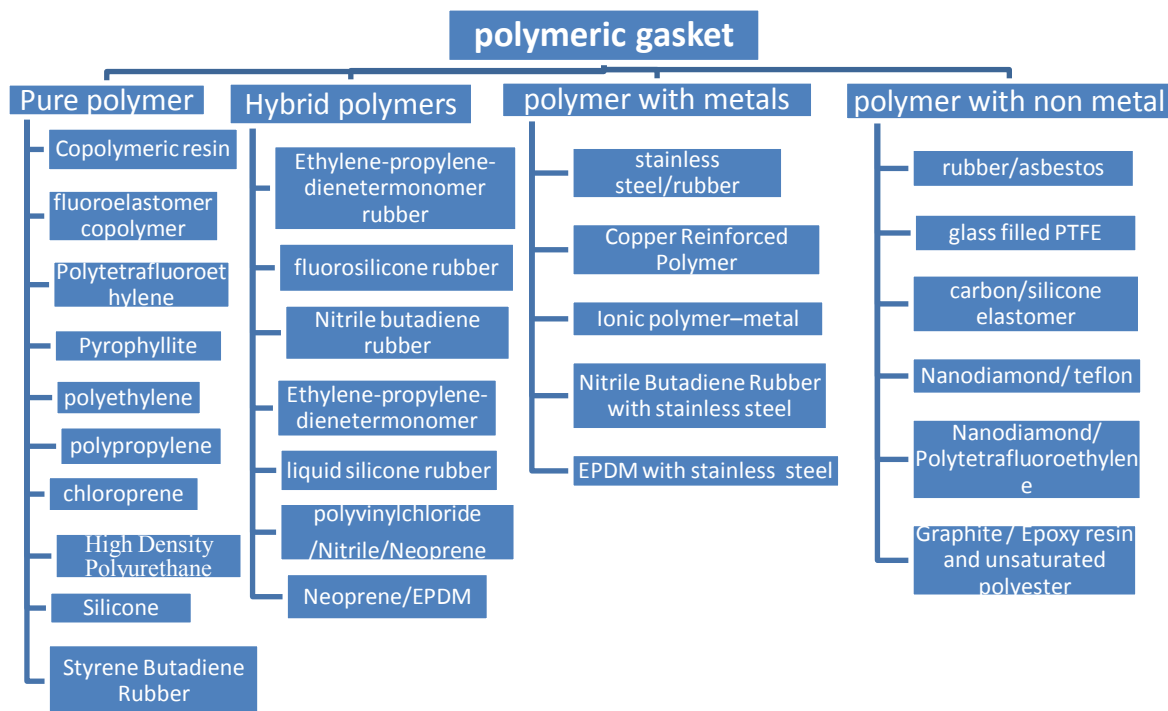 polymeric gasket
Pure polymer
Copolymeric resin
fluoroelastomer
copolymer
Polytetrafluoroet
hylene
Pyrophyllite
polyethylene
polypropylene
chloroprene
High Density
Polyurethane
Silicone
Styrene Butadiene
Rubber
Hybrid polymers
Ethylene-propylene-
dienetermonomer
rubber
fluorosilicone rubber
Nitrile butadiene
rubber
Ethylene-propylene-
dienetermonomer
liquid silicone rubber
polyvinylchloride
/Nitrile/Neoprene
Neoprene/EPDM
polymer with metals
stainless
steel/rubber
Copper Reinforced
Polymer
Ionic polymer–metal
Nitrile Butadiene Rubber
with stainless steel
EPDM with stainless steel
polymer with non metal
rubber/asbestos
glass filled PTFE
carbon/silicone
elastomer
Nanodiamond/ teflon
Nanodiamond/
Polytetrafluoroethylen
e
Graphite / Epoxy resin
and unsaturated
polyester